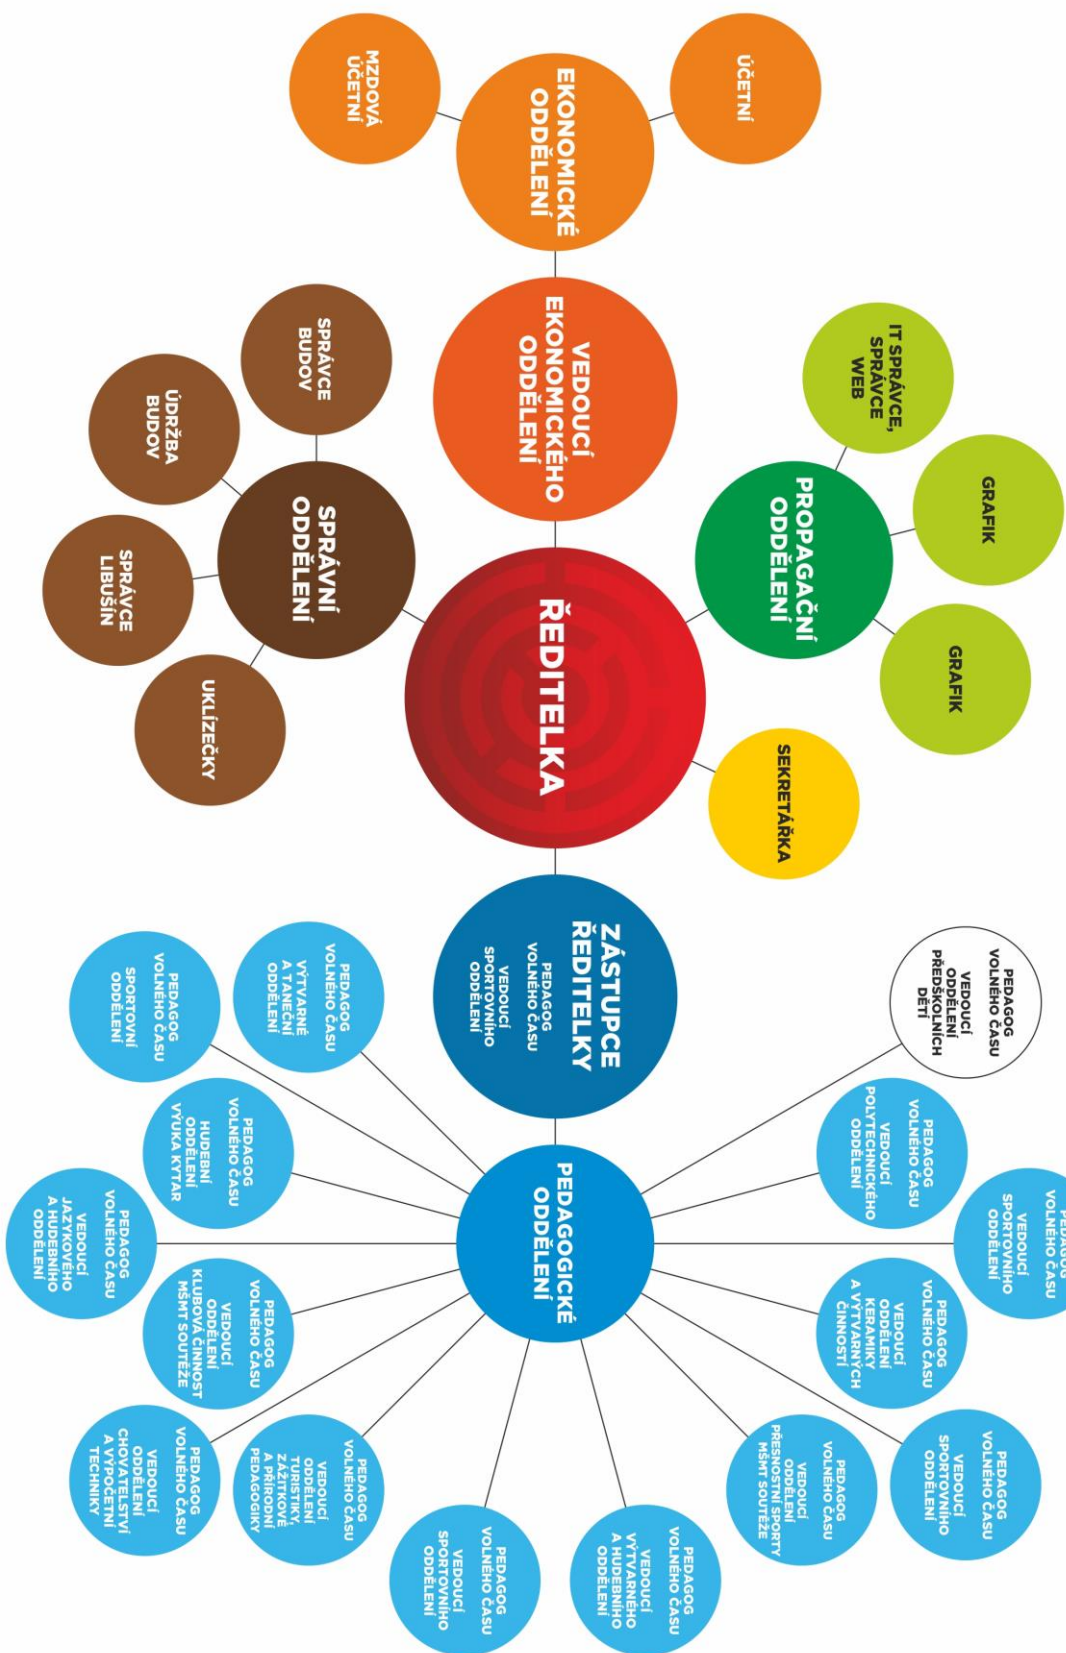 MZDOVÁ
ÚČETNÍ
EKONOMICKÉ
ODDĚLENÍ
ÚČETNÍ
VEDOUCÍ
EKONOMICKÉHO
ODDĚLENÍ
SPRÁVCE
BUDOV
ÚDRŽBA
BUDOV
SPRÁVCE
LIBUŠÍN
UKLÍZEČKY
SPRÁVNÍ
ODDĚLENÍ
IT SPRÁVCE,
SPRÁVCE
WEB
GRAFIK
GRAFIK
PROPAGAČNÍ
ODDĚLENÍ
ŘEDITELKA
SEKRETÁŘKA
ZÁSTUPCE
ŘEDITELKY
PEDAGOG
VOLNÉHO ČASU
VEDOUCÍ
SPORTOVNÍHO
ODDĚLENÍ
PEDAGOGICKÉ
ODDĚLENÍ
PEDAGOG
VOLNÉHO ČASU
VEDOUCÍ
ODDĚLENÍ
PŘEDŠKOLNÍCH
DĚTÍ
PEDAGOG
VOLNÉHO ČASU
VEDOUCÍ
POLYTECHNICKÉHO
ODDĚLENÍ
PEDAGOG
VOLNÉHO ČASU
VEDOUCÍ
SPORTOVNÍHO
ODDĚLENÍ
PEDAGOG
VOLNÉHO ČASU
VEDOUCÍ
ODDĚLENÍ
KERAMIKY
A VÝTVARNÝCH
ČINNOSTÍ
PEDAGOG
VOLNÉHO ČASU
VEDOUCÍ
SPORTOVNÍHO
ODDĚLENÍ
PEDAGOG
VOLNÉHO ČASU
VEDOUCÍ
ODDĚLENÍ
PŘESNOSTNÍ SPORTY
MŠMT SOUTĚŽE
PEDAGOG
VOLNÉHO ČASU
VEDOUCÍ
VÝTVARNÉHO
A HUDEBNÍHO
ODDĚLENÍ
PEDAGOG
VOLNÉHO ČASU
VEDOUCÍ
SPORTOVNÍHO
ODDĚLENÍ
PEDAGOG
VOLNÉHO ČASU
VEDOUCÍ
ODDĚLENÍ
TURISTIKY,
ZÁŽITKOVÉ
A PŘÍRODNÍ
PEDAGOGIKY
PEDAGOG
VOLNÉHO ČASU
VEDOUCÍ
ODDĚLENÍ
CHOVATELSTVÍ
A VÝPOČETNÍ
TECHNIKY
PEDAGOG
VOLNÉHO ČASU
VEDOUCÍ
ODDĚLENÍ
KLUBOVÁ ČINNOST
MŠMT SOUTĚŽE
PEDAGOG
VOLNÉHO ČASU
VEDOUCÍ
JAZYKOVÉHO
A HUDEBNÍHO
ODDĚLENÍ
PEDAGOG
VOLNÉHO ČASU
HUDEBNÍ
ODDĚLENÍ
VÝUKA KYTAR
PEDAGOG
VOLNÉHO ČASU
SPORTOVNÍ
ODDĚLENÍ
PEDAGOG
VOLNÉHO ČASU
VÝTVARNÉ
A TANEČNÍ
ODDĚLENÍ